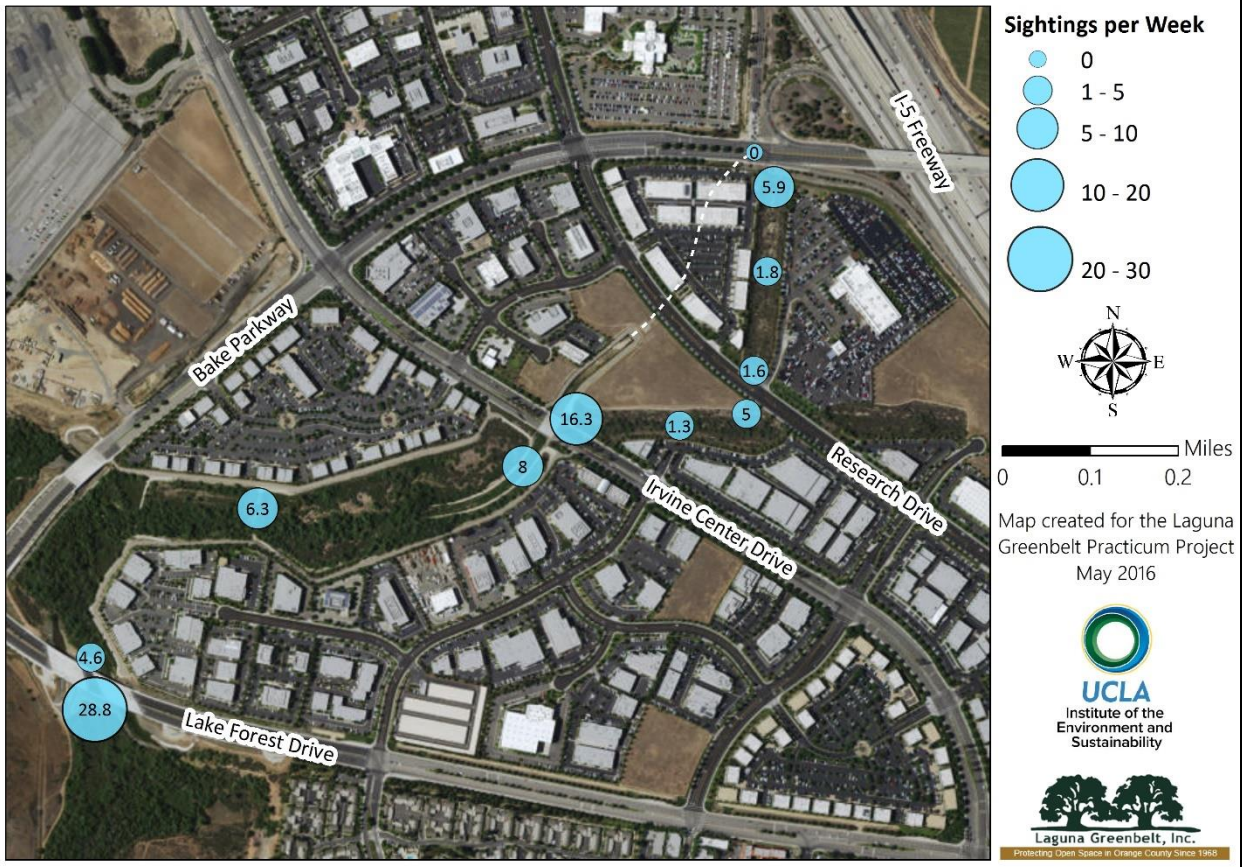 Sightings per Week
0
1 - 5
5 - 10
10 - 20
20 - 30
N
W
E
S
Miles
0
0.1
0.2
Map created for the Laguna
Greenbelt Practicum Project
May 2016
UCLA
Institute of the
Environment and
Sustainability
Laguna Greenbelt, Inc.
Protecting Open Space in Orange County Since 1968
I-5 Freeway
0
5.9
1.8
Bake Parkway
1.6
16.3
1.3
5
8
6.3
Research Drive
Irvine Center Drive
4.6
28.8
Lake Forest Drive